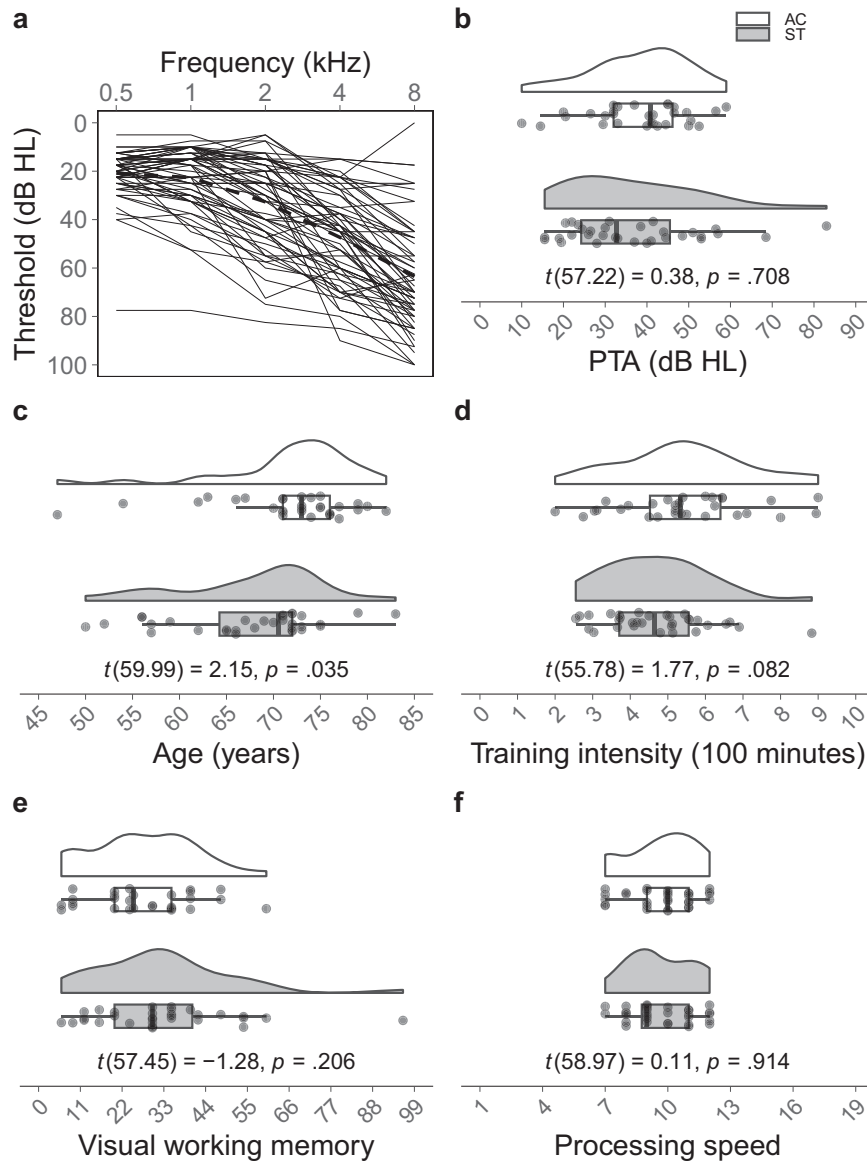 a
Frequency (kHz)
0.5 1 2 4 8
Threshold (dB HL)
0
20
40
60
80
100
b
AC
ST
t(57.22) = 0.38, p = .708
0 10 20 30 40 50 60 70 80 90
PTA (dB HL)
c
t(59.99) = 2.15, p = .035
45 50 55 60 65 70 75 80 85
Age (years)
d
t(55.78) = 1.77, p = .082
0 1 2 3 4 5 6 7 8 9 10
Training intensity (100 minutes)
e
t(57.45) = −1.28, p = .206
0 11 22 33 44 55 66 77 88 99
Visual working memory
f
t(58.97) = 0.11, p = .914
1 4 7 10 13 16 19
Processing speed